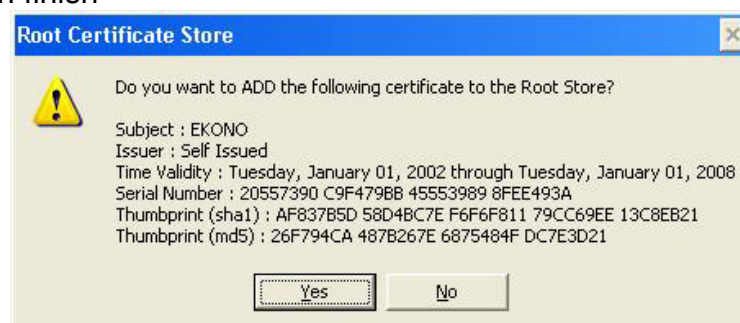 Root Certificate Store
Do you want to ADD the following certificate to the Root Store?
Subject : EKONO
Issuer : Self Issued
Time Validity : Tuesday, January 01, 2002 through Tuesday, January 01, 2008
Serial Number : 20557390 C9F479BB 45553989 8FEE493A
Thumbprint (sha1) : AF837B5D 58D4BC7E F6F6F811 79CC69EE 13C8EB21
Thumbprint (md5) : 26F794CA 487B267E 6875484F DC7E3D21
Yes No